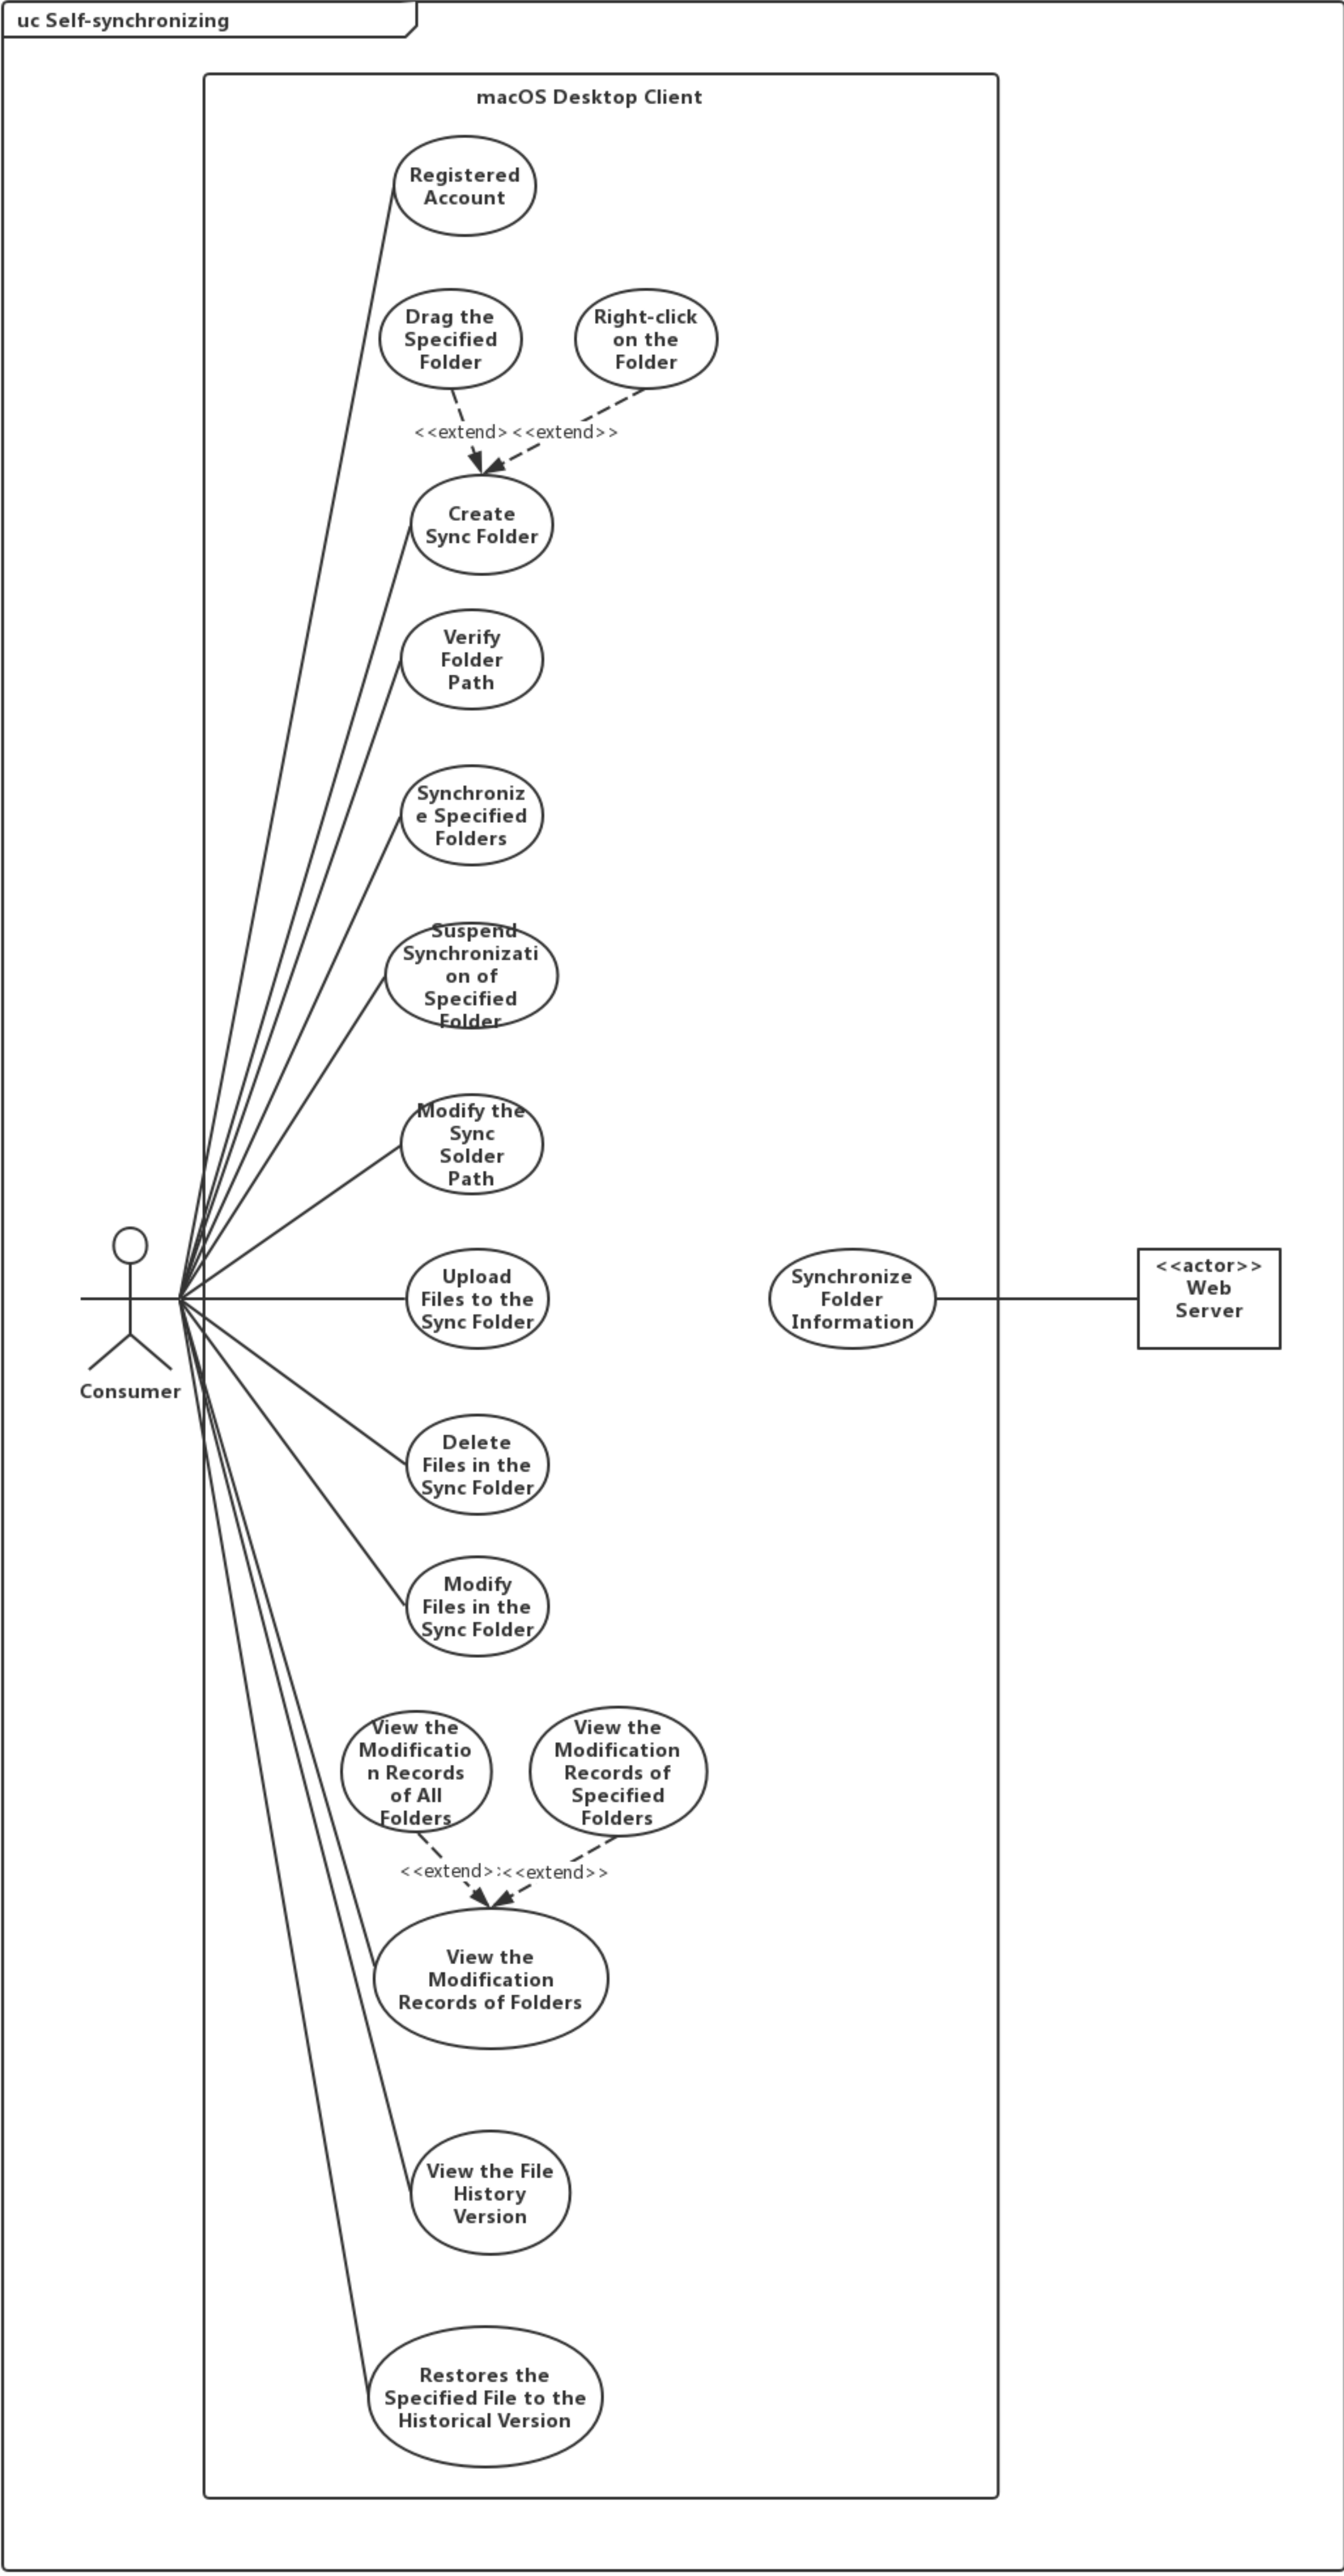 uc Self-synchronizing
macOS Desktop Client
Registered
Account
Drag the
Specified
Folder
Right-click
on the
Folder
<<extend>
<<extend>>
Create
Sync Folder
Verify
Folder
Path
Synchroniz
e Specified
Folders
Suspend
Synchronizati
on of
Specified
Folder
Modify the
Sync
Solder
Path
Upload
Files to the
Sync Folder
Synchronize
Folder
Information
<<actor>>
Web
Server
Consumer
Delete
Files in the
Sync Folder
Modify
Files in the
Sync Folder
View the
Modificatio
n Records
of All
Folders
View the
Modification
Records of
Specified
Folders
<<extend>>
<<extend>>
View the
Modification
Records of Folders
View the File
History
Version
Restores the
Specified File to the
Historical Version